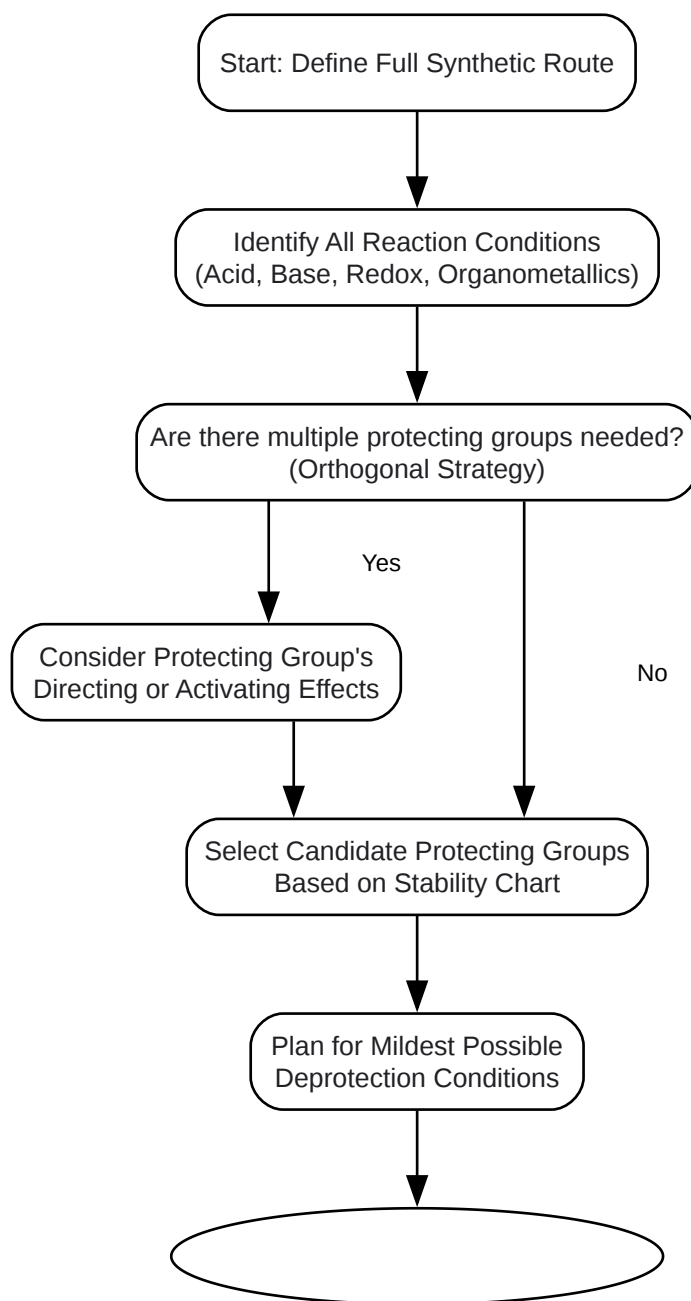 Start: Define Full Synthetic Route
Identify All Reaction Conditions
(Acid, Base, Redox, Organometallics)
Are there multiple protecting groups needed?
(Orthogonal Strategy)
Yes
Consider Protecting Group's
Directing or Activating Effects
No
Select Candidate Protecting Groups
Based on Stability Chart
Plan for Mildest Possible
Deprotection Conditions